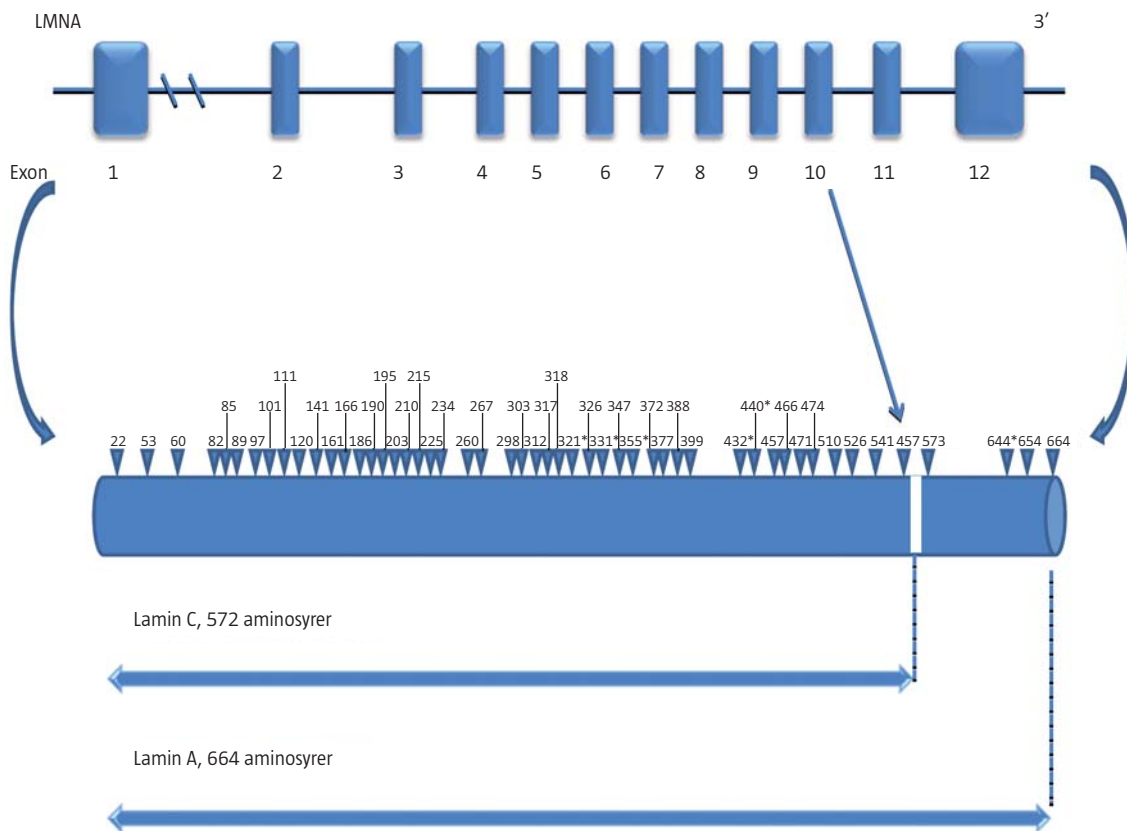 LMNA 3′
Exon 1 2 3 4 5 6 7 8 9 10 11 12
111 195 215 318
85 101 141 166 190 210 234 267 303 317 326 347 372 388 440* 466 474
22 53 60 82 89 97 120 161 186 203 225 260 298 312 321* 331* 355* 377 399 432* 457 471 510 526 541 457 573 644* 654 664
Lamin C, 572 aminosyrer
Lamin A, 664 aminosyrer